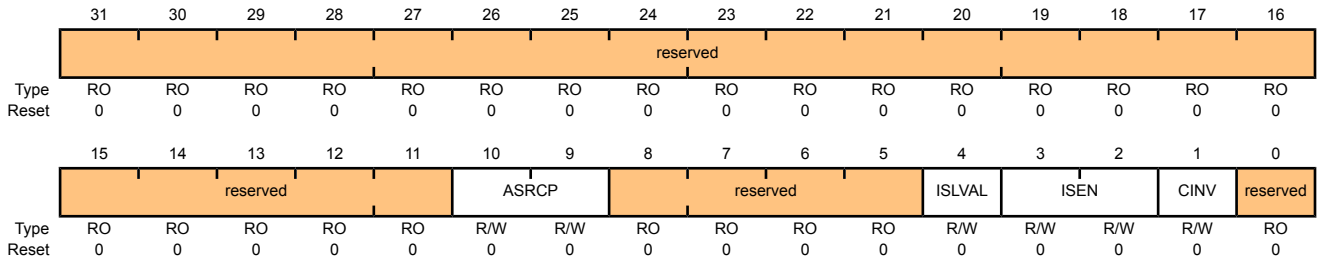 31 30 29 28 27 26 25 24 23 22 21 20 19 18 17 16
reserved
Type RO RO RO RO RO RO RO RO RO RO RO RO RO RO RO RO
Reset 0 0 0 0 0 0 0 0 0 0 0 0 0 0 0 0
15 14 13 12 11 10 9 8 7 6 5 4 3 2 1 0
reserved ASRCP reserved ISLVAL ISEN CINV reserved
Type RO RO RO RO RO R/W R/W RO RO RO RO R/W R/W R/W R/W RO
Reset 0 0 0 0 0 0 0 0 0 0 0 0 0 0 0 0